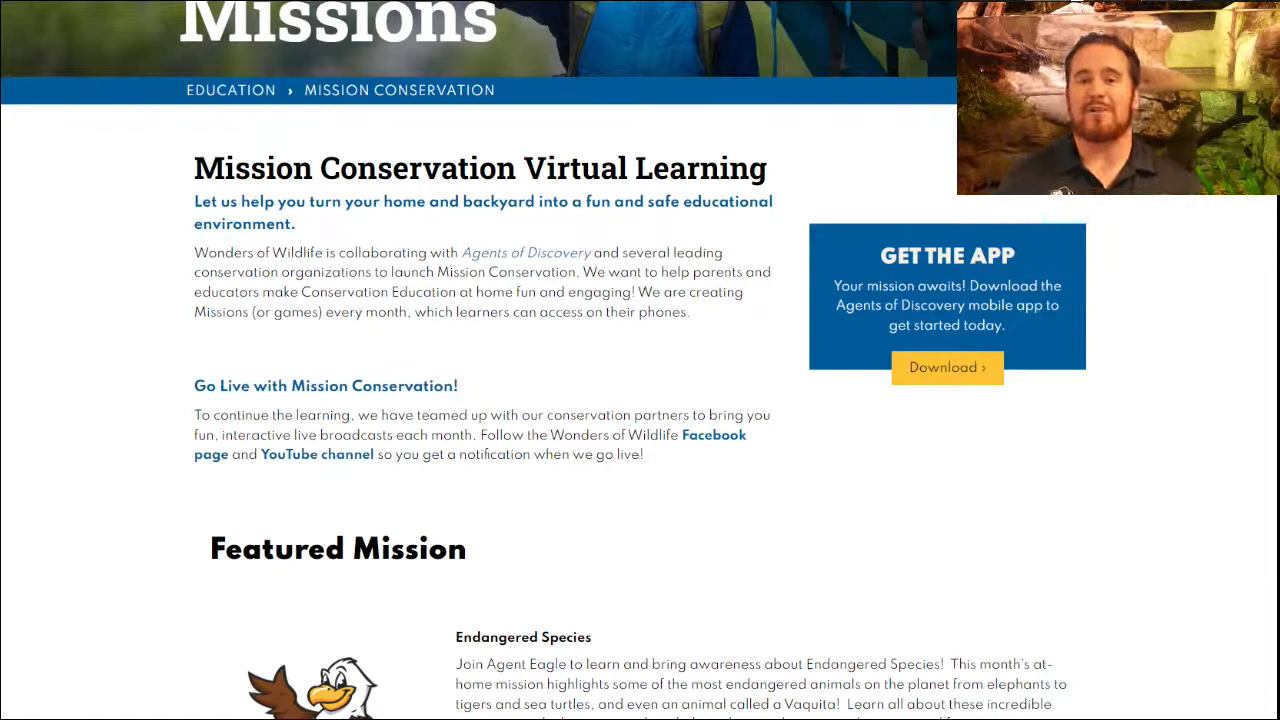 Missions
EDUCATION › MISSION CONSERVATION
Mission Conservation Virtual Learning
Let us help you turn your home and backyard into a fun and safe educational
environment.
Wonders of Wildlife is collaborating with Agents of Discovery and several leading
conservation organizations to launch Mission Conservation. We want to help parents and
educators make Conservation Education at home fun and engaging! We are creating
Missions (or games) every month, which learners can access on their phones.
GET THE APP
Your mission awaits! Download the
Agents of Discovery mobile app to
get started today.
Download ›
Go Live with Mission Conservation!
To continue the learning, we have teamed up with our conservation partners to bring you
fun, interactive live broadcasts each month. Follow the Wonders of Wildlife Facebook
page and YouTube channel so you get a notification when we go live!
Featured Mission
Endangered Species
Join Agent Eagle to learn and bring awareness about Endangered Species! This month's at-
home mission highlights some of the most endangered animals on the planet from elephants to
tigers and sea turtles, and even an animal called a Vaquita! Learn all about these incredible